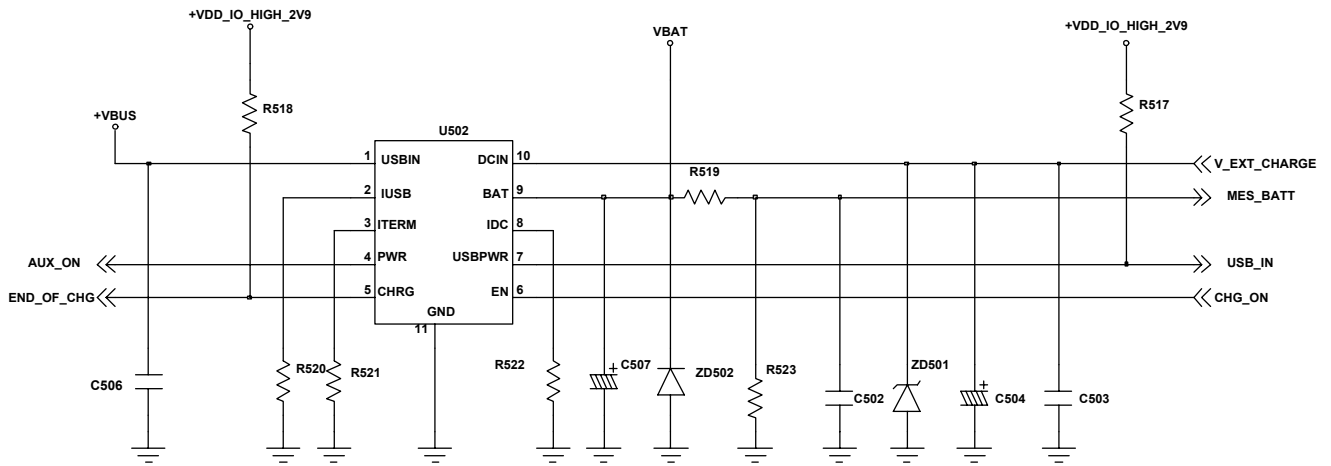 +VDD_IO_HIGH_2V9
VBAT
+VDD_IO_HIGH_2V9
R518
R517
+VBUS
U502
1 USBIN DCIN 10
V_EXT_CHARGE
R519
2 IUSB BAT 9
MES_BATT
3 ITERM IDC 8
AUX_ON
4 PWR USBPWR 7
USB_IN
END_OF_CHG
5 CHRG EN 6
CHG_ON
GND
11
C506
R520
R521
R522
+
C507
ZD502
R523
C502
ZD501
+
C504
C503